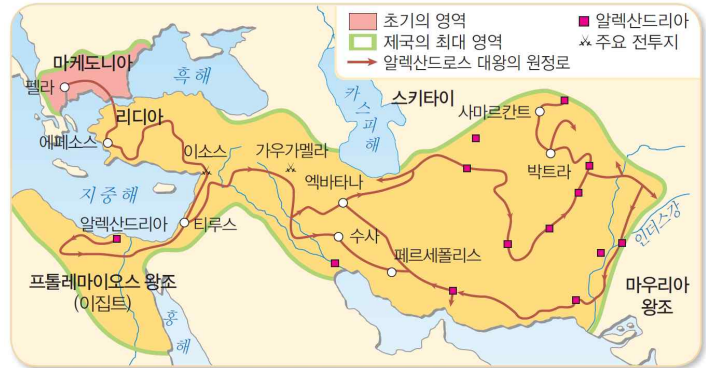 초기의 영역
알렉산드리아
제국의 최대 영역
주요 전투지
알렉산드로스 대왕의 원정로
마케도니아
펠라
흑해
리디아
에페소스
이소스
가우가멜라
카스피해
스키타이
사마르칸트
박트라
엑바타나
지중해
알렉산드리아
티루스
수사
페르세폴리스
인더스강
프톨레마이오스 왕조
(이집트)
홍해
마우리아
왕조